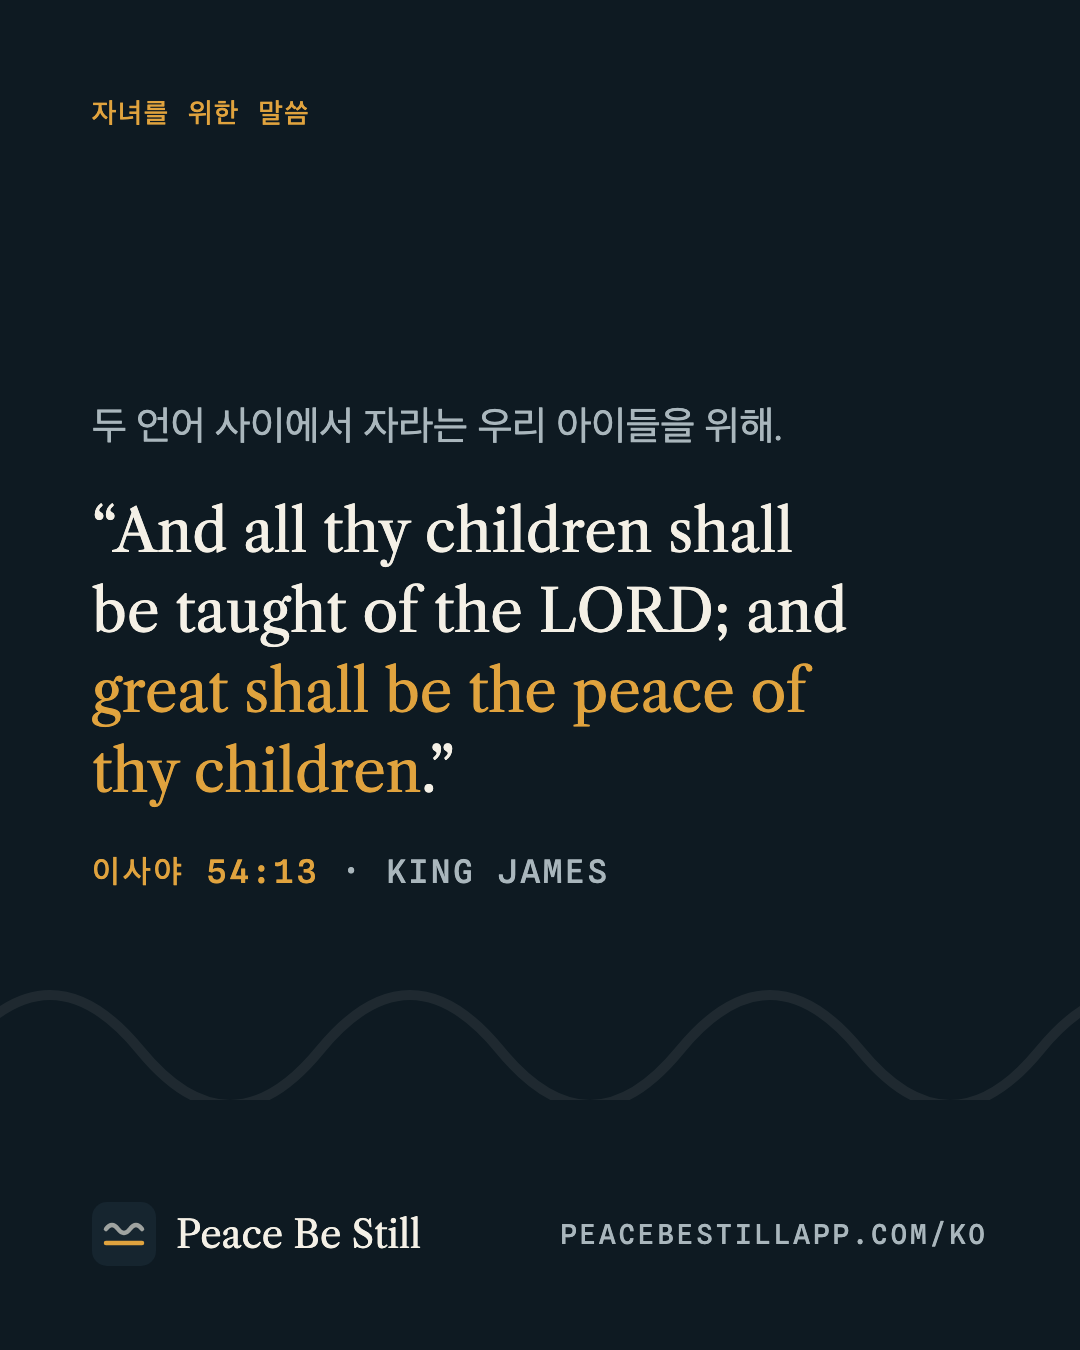 자녀를 위한 말씀
두 언어 사이에서 자라는 우리 아이들을 위해.
“And all thy children shall
be taught of the LORD; and
great shall be the peace of
thy children.”
이사야 54:13 · KING JAMES
Peace Be Still
PEACEBESTILLAPP.COM/KO